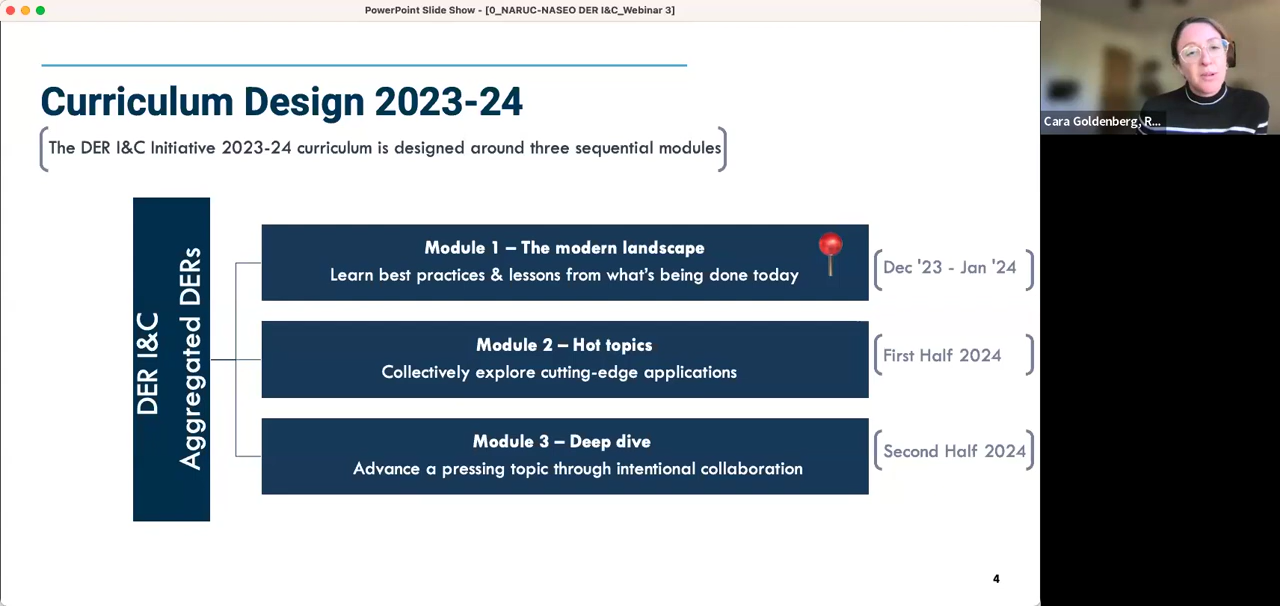 PowerPoint Slide Show - [0_NARUC-NASEO DER I&C_Webinar 3]
Curriculum Design 2023-24
The DER I&C Initiative 2023-24 curriculum is designed around three sequential modules
DER I&C
Aggregated DERs
Module 1 – The modern landscape
Learn best practices & lessons from what's being done today
Dec '23 - Jan '24
Module 2 – Hot topics
Collectively explore cutting-edge applications
First Half 2024
Module 3 – Deep dive
Advance a pressing topic through intentional collaboration
Second Half 2024
4
Cara Goldenberg, R...